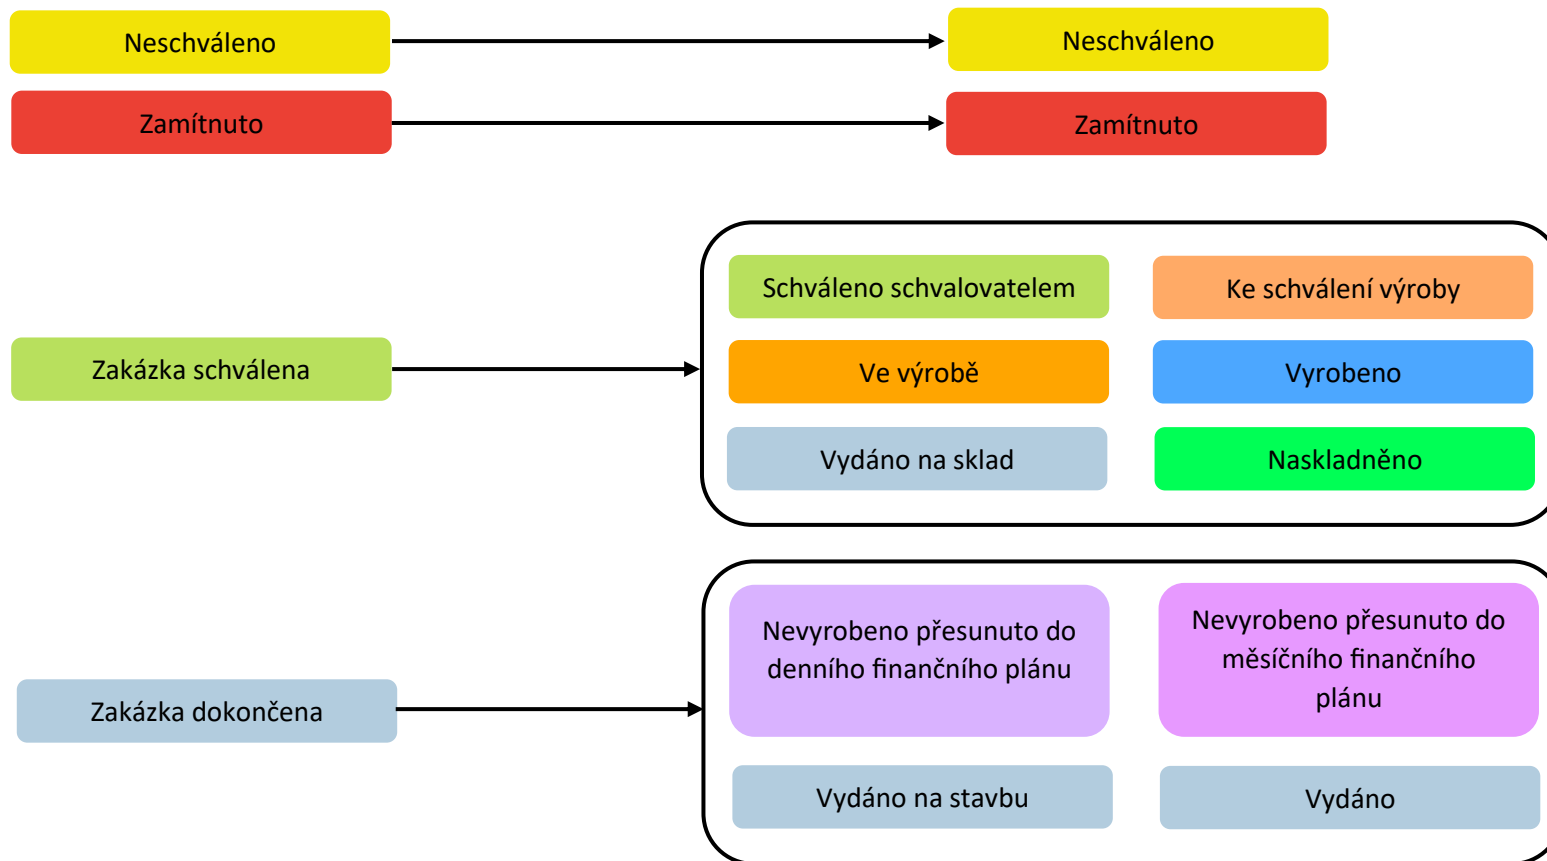 Neschváleno
Neschváleno
Zamítnuto
Zamítnuto
Schváleno schvalovatelem
Ke schválení výroby
Zakázka schválena
Ve výrobě
Vyrobeno
Vydáno na sklad
Naskladněno
Nevyrobeno přesunuto do
denního finančního plánu
Nevyrobeno přesunuto do
měsíčního finančního
plánu
Zakázka dokončena
Vydáno na stavbu
Vydáno